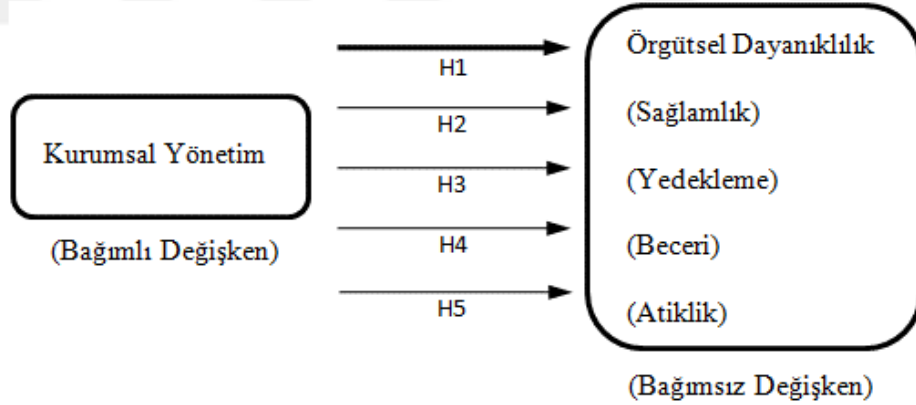 Kurumsal Yönetim
(Bağımlı Değişken)
H1
H2
H3
H4
H5
Örgütsel Dayanıklılık
(Sağlamlık)
(Yedekleme)
(Beceri)
(Atiklik)
(Bağımsız Değişken)